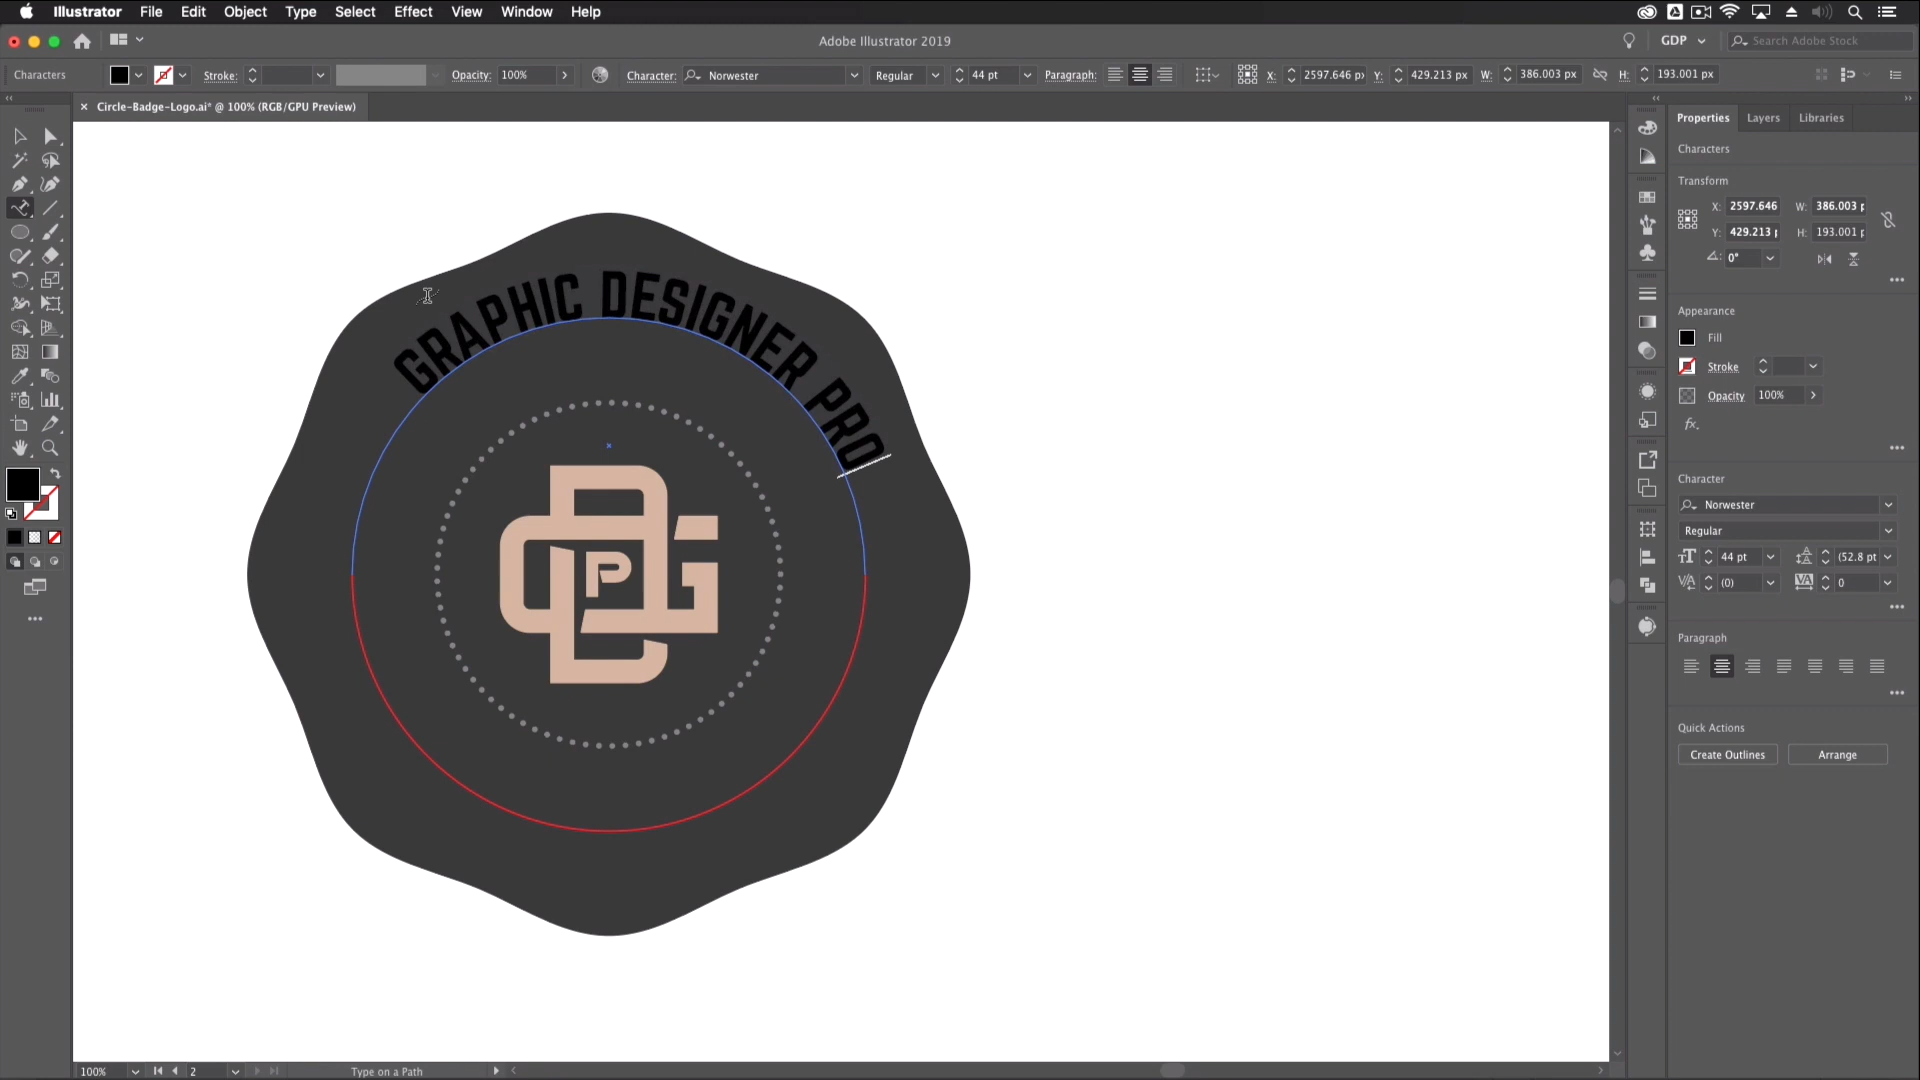 Illustrator File Edit Object Type Select Effect View Window Help
Adobe Illustrator 2019
GDP
Search Adobe Stock
Characters Stroke: Opacity: 100% Character: Norwester Regular 44 pt Paragraph: X: 2597.646 px Y: 429.213 px W: 386.003 px H: 193.001 px
× Circle-Badge-Logo.ai* @ 100% (RGB/GPU Preview)
Properties Layers Libraries
Characters
Transform
X: 2597.646 W: 386.003 p
Y: 429.213 p H: 193.001 p
0°
Appearance
Fill
Stroke
Opacity 100%
fx.
Character
Norwester
Regular
44 pt (52.8 pt
(0) 0
Paragraph
Quick Actions
Create Outlines Arrange
GRAPHIC DESIGNER PRO
P
G
100% 2 Type on a Path